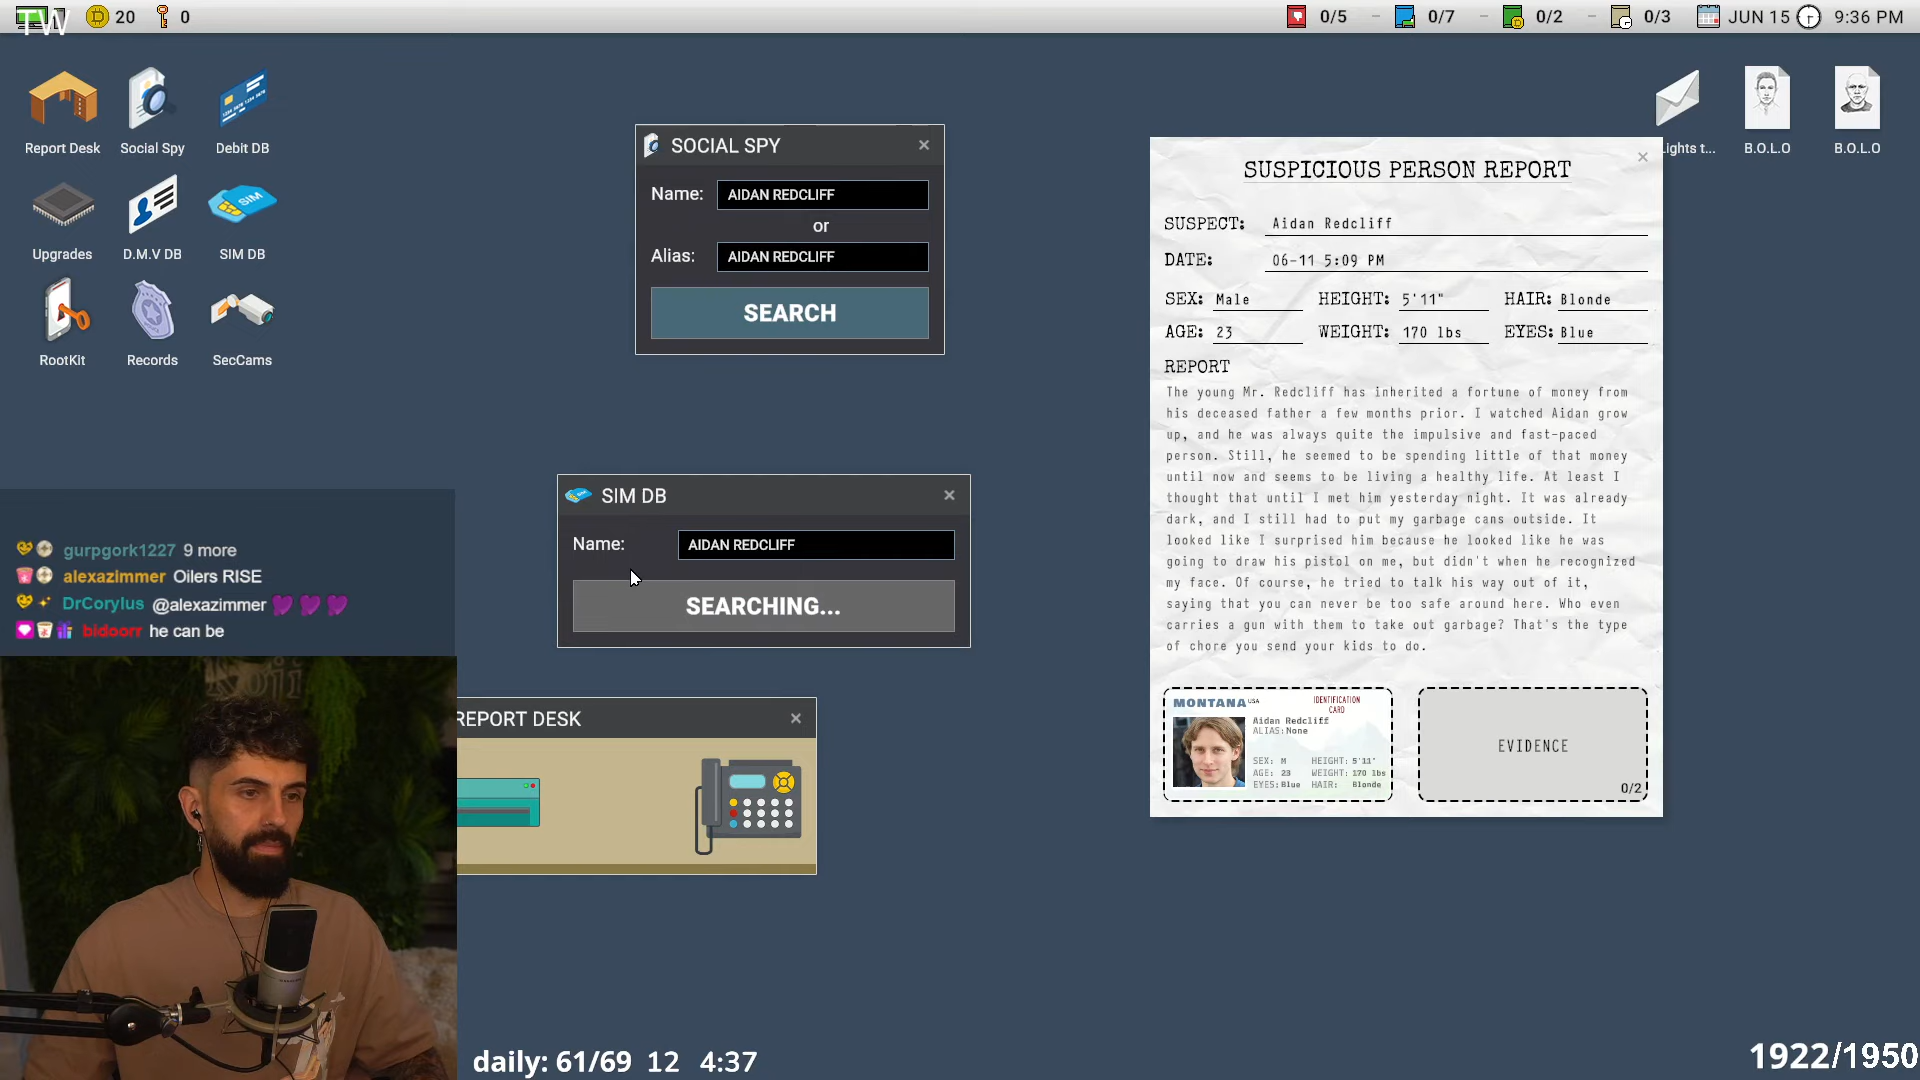 TW
20
0
0/5
0/7
0/2
0/3
JUN 15
9:36 PM
Report Desk
Social Spy
Debit DB
Upgrades
D.M.V DB
SIM DB
SIM
RootKit
Records
SecCams
ights t...
B.O.L.O
B.O.L.O
SOCIAL SPY
Name: AIDAN REDCLIFF
or
Alias: AIDAN REDCLIFF
SEARCH
SIM DB
Name: AIDAN REDCLIFF
SEARCHING...
REPORT DESK
SUSPICIOUS PERSON REPORT
SUSPECT: Aidan Redcliff
DATE: 06-11 5:09 PM
SEX: Male HEIGHT: 5'11" HAIR: Blonde
AGE: 23 WEIGHT: 170 lbs EYES: Blue
REPORT
The young Mr. Redcliff has inherited a fortune of money from
his deceased father a few months prior. I watched Aidan grow
up, and he was always quite the impulsive and fast-paced
person. Still, he seemed to be spending little of that money
until now and seems to be living a healthy life. At least I
thought that until I met him yesterday night. It was already
dark, and I still had to put my garbage cans outside. It
looked like I surprised him because he looked like he was
going to draw his pistol on me, but didn't when he recognized
my face. Of course, he tried to talk his way out of it,
saying that you can never be too safe around here. Who even
carries a gun with them to take out garbage? That's the type
of chore you send your kids to do.
MONTANA USA IDENTIFICATION CARD
Aidan Redcliff
ALIAS: None
SEX: M HEIGHT: 5'11"
AGE: 23 WEIGHT: 170 lbs
EYES: Blue HAIR: Blonde
EVIDENCE
0/2
gurpgork1227 9 more
alexazimmer Oilers RISE
DrCorylus @alexazimmer
bidoorr he can be
Koji
daily: 61/69 12 4:37
1922/1950